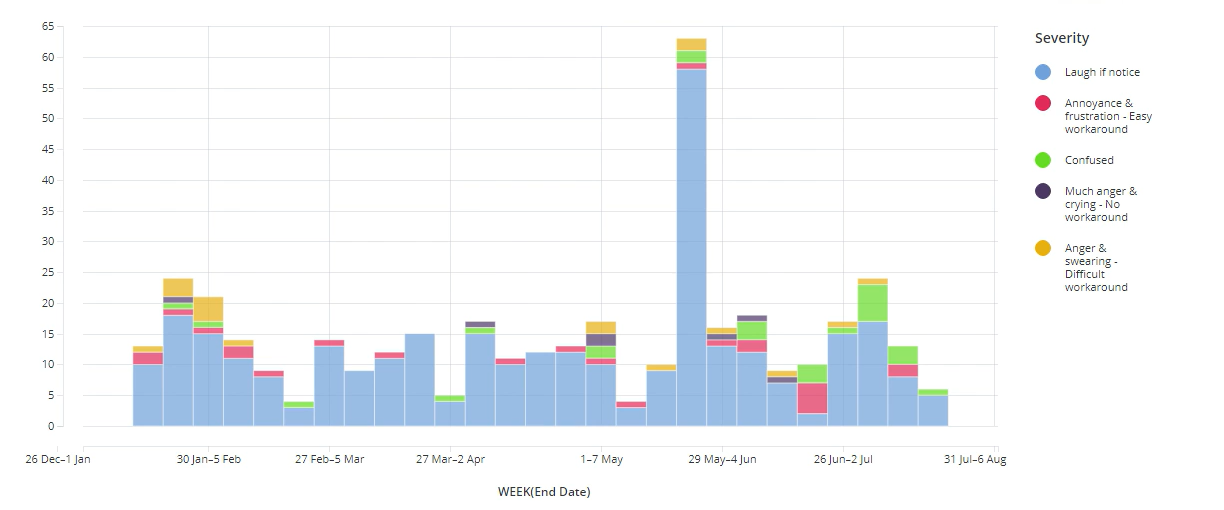 65
60
55
50
45
40
35
30
25
20
15
10
5
0
26 Dec–1 Jan
30 Jan–5 Feb
27 Feb–5 Mar
27 Mar–2 Apr
1–7 May
29 May–4 Jun
26 Jun–2 Jul
31 Jul–6 Aug
WEEK(End Date)
Severity
Laugh if notice
Annoyance &
frustration - Easy
workaround
Confused
Much anger &
crying - No
workaround
Anger &
swearing -
Difficult
workaround